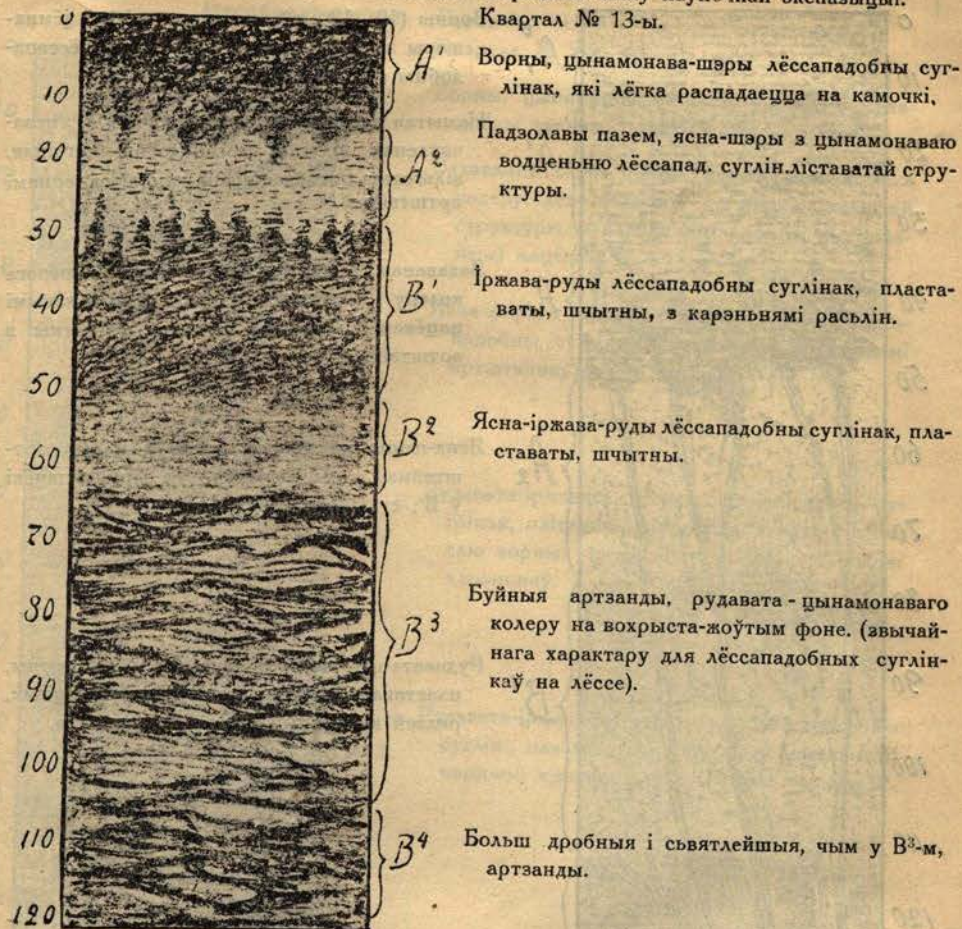 Квартал № 13-ы.
0
10
20
30
40
50
60
70
80
90
100
110
120
A¹
Ворны, цынамонава-шэры лёссападобны суг-
лінак, які лёгка распадаецца на камочкі,
A²
Падзолавы пазем, ясна-шэры з цынамонаваю
водценьню лёссапад. суглін.ліставатай стру-
ктуры.
B¹
Іржава-руды лёссападобны суглінак, пласта-
ваты, шчытны, з карэньнямі расьлін.
B²
Ясна-іржава-руды лёссападобны суглінак, пла-
ставаты, шчытны.
B³
Буйныя артзанды, рудавата - цынамонаваго
колеру на вохрыста-жоўтым фоне. (звычай-
нага характару для лёссападобных суглін-
каў на лёссе).
B⁴
Больш дробныя і сьвятлейшыя, чым у В³-м,
артзанды.